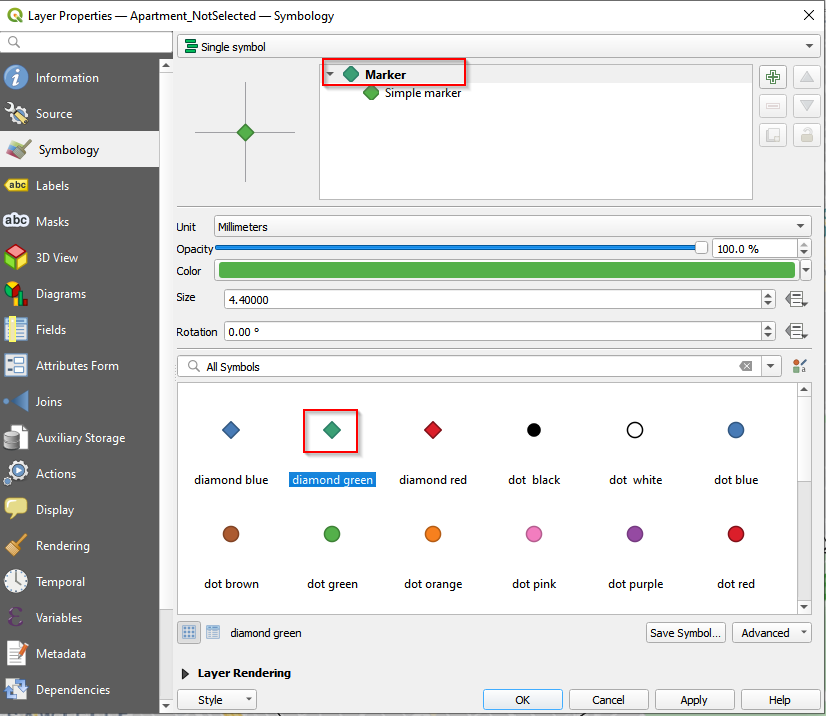 Layer Properties — Apartment_NotSelected — Symbology
Single symbol
Information
Source
Symbology
abc Labels
abc Masks
3D View
Diagrams
Fields
Attributes Form
Joins
Auxiliary Storage
Actions
Display
Rendering
Temporal
Variables
Metadata
Dependencies
Marker
Simple marker
Unit Millimeters
Opacity 100.0 %
Color
Size 4.40000
Rotation 0.00 °
All Symbols
diamond blue diamond green diamond red dot  black dot  white dot blue
dot brown dot green dot orange dot pink dot purple dot red
diamond green Save Symbol... Advanced
Layer Rendering
Style OK Cancel Apply Help